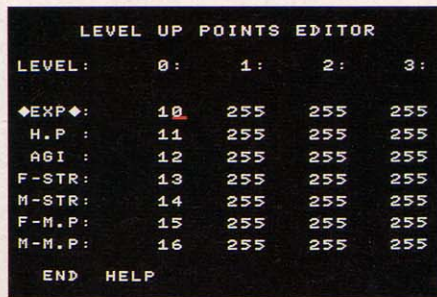 LEVEL UP POINTS EDITOR
LEVEL: 0: 1: 2: 3:
◆EXP◆: 10 255 255 255
H.P : 11 255 255 255
AGI : 12 255 255 255
F-STR: 13 255 255 255
M-STR: 14 255 255 255
F-M.P: 15 255 255 255
M-M.P: 16 255 255 255
END HELP